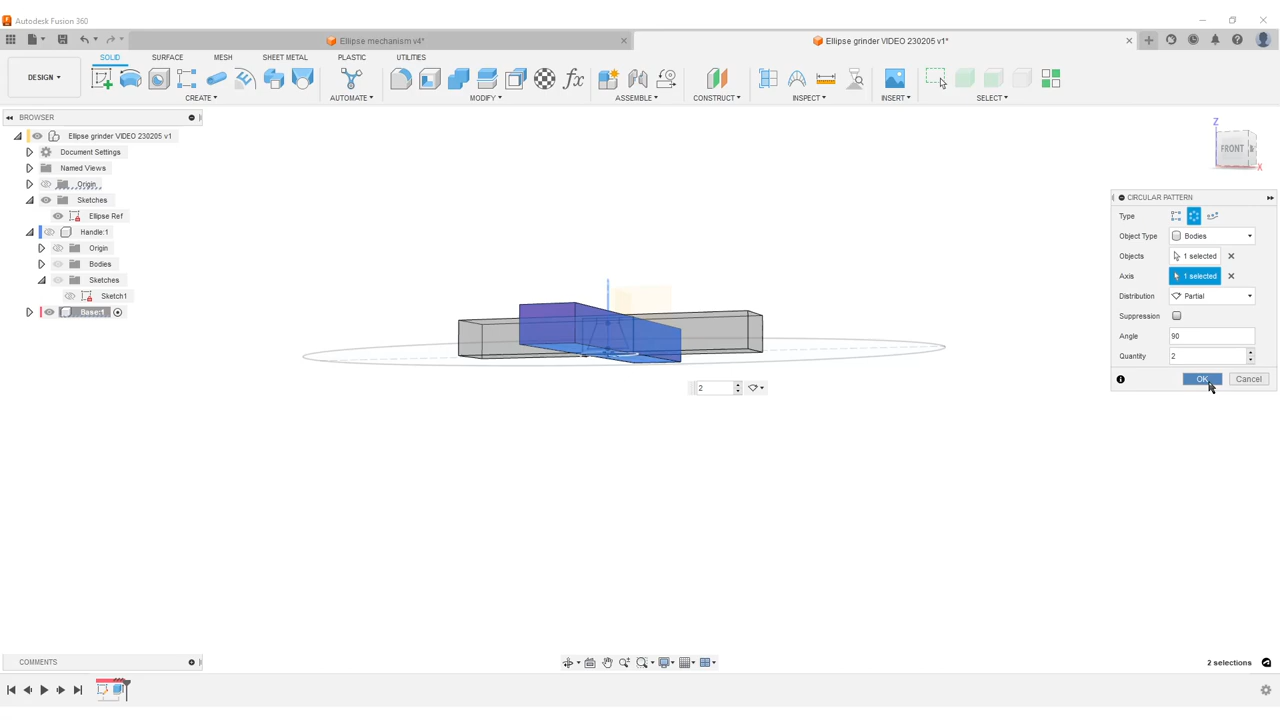 Autodesk Fusion 360
Ellipse mechanism v4*
Ellipse grinder VIDEO 230205 v1*
SOLID SURFACE MESH SHEET METAL PLASTIC UTILITIES
DESIGN
CREATE AUTOMATE MODIFY ASSEMBLE CONSTRUCT INSPECT INSERT SELECT
BROWSER
Ellipse grinder VIDEO 230205 v1
Document Settings
Named Views
Origin
Sketches
Ellipse Ref
Handle:1
Origin
Bodies
Sketches
Sketch1
Base:1
Z
FRONT
X
CIRCULAR PATTERN
Type
Object Type Bodies
Objects 1 selected
Axis 1 selected
Distribution Partial
Suppression
Angle 90
Quantity 2
OK Cancel
2
COMMENTS
2 selections